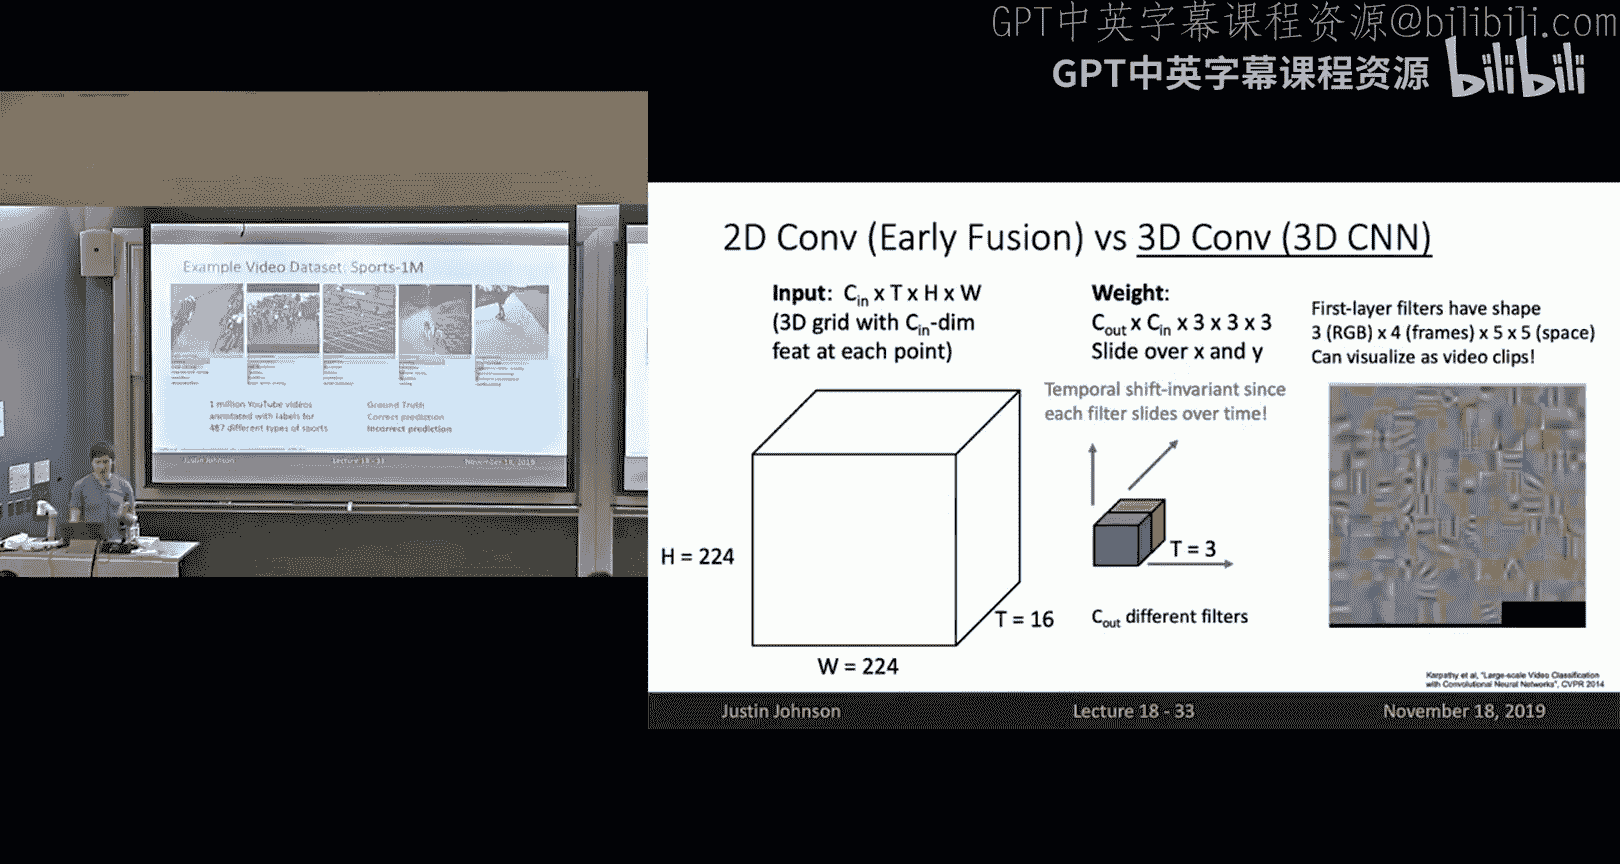 GPT中英字幕课程资源@bilibili.com
GPT中英字幕课程资源 bilibili
Example Video Dataset: Sports-1M
1 million YouTube videos
annotated with labels for
487 different types of sports
Ground Truth
Correct prediction
Incorrect prediction
Justin Johnson
Lecture 18 - 33
November 18, 2019
2D Conv (Early Fusion) vs 3D Conv (3D CNN)
Input: Cin x T x H x W
(3D grid with Cin-dim
feat at each point)
Weight:
Cout x Cin x 3 x 3 x 3
Slide over x and y
First-layer filters have shape
3 (RGB) x 4 (frames) x 5 x 5 (space)
Can visualize as video clips!
Temporal shift-invariant since
each filter slides over time!
H = 224
T = 3
T = 16
Cout different filters
W = 224
Karpathy et al, "Large-scale Video Classification
with Convolutional Neural Networks", CVPR 2014
Justin Johnson
Lecture 18 - 33
November 18, 2019